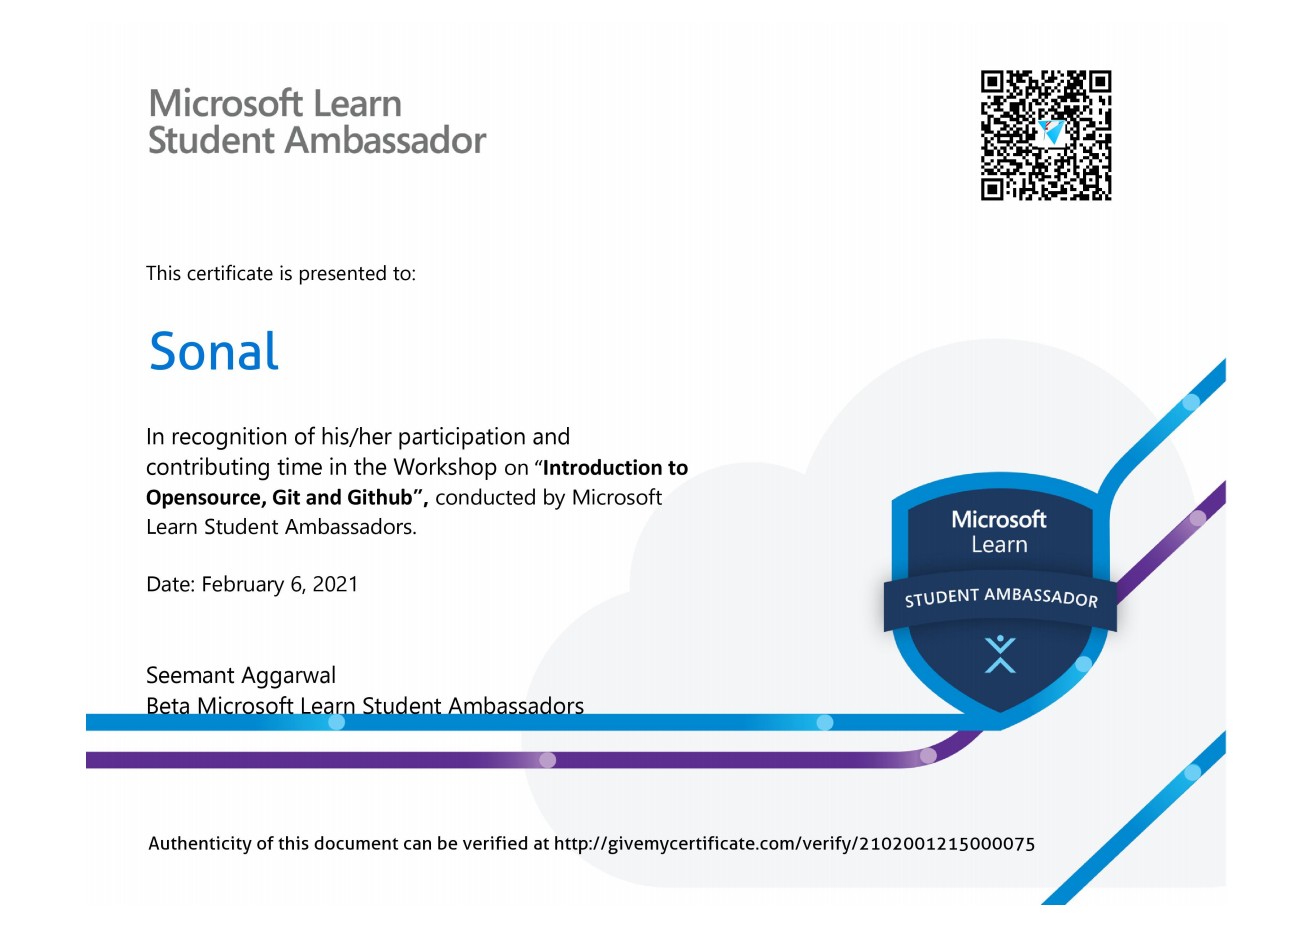 Microsoft Learn
Student Ambassador
This certificate is presented to:
Sonal
In recognition of his/her participation and
contributing time in the Workshop on “Introduction to
Opensource, Git and Github”, conducted by Microsoft
Learn Student Ambassadors.
Date: February 6, 2021
Microsoft
Learn
STUDENT AMBASSADOR
Seemant Aggarwal
Beta Microsoft Learn Student Ambassadors
Authenticity of this document can be verified at http://givemycertificate.com/verify/2102001215000075